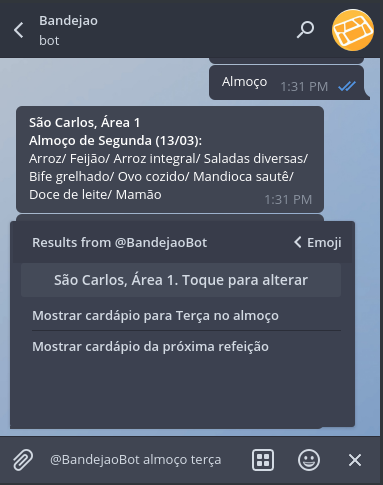 Bandejao
bot
Almoço
1:31 PM
São Carlos, Área 1
Almoço de Segunda (13/03):
Arroz/ Feijão/ Arroz integral/ Saladas diversas/
Bife grelhado/ Ovo cozido/ Mandioca sautê/
Doce de leite/ Mamão
1:31 PM
Results from @BandejaoBot
Emoji
São Carlos, Área 1. Toque para alterar
Mostrar cardápio para Terça no almoço
Mostrar cardápio da próxima refeição
@BandejaoBot almoço terça